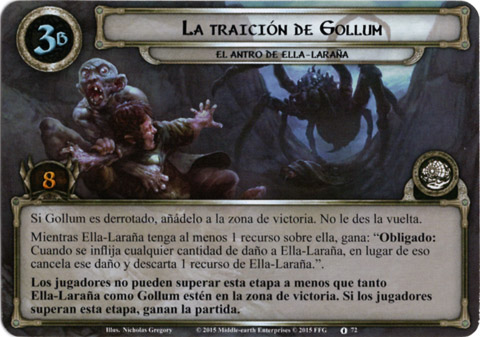 3B
La traición de Gollum
El antro de Ella-Laraña
8
Si Gollum es derrotado, añádelo a la zona de victoria. No le des la vuelta.
Mientras Ella-Laraña tenga al menos 1 recurso sobre ella, gana: “Obligado:
Cuando se inflija cualquier cantidad de daño a Ella-Laraña, en lugar de eso
cancela ese daño y descarta 1 recurso de Ella-Laraña.”.
Los jugadores no pueden superar esta etapa a menos que tanto
Ella-Laraña como Gollum estén en la zona de victoria. Si los jugadores
superan esta etapa, ganan la partida.
Illus. Nicholas Gregory © 2015 Middle-earth Enterprises © 2015 FFG 72